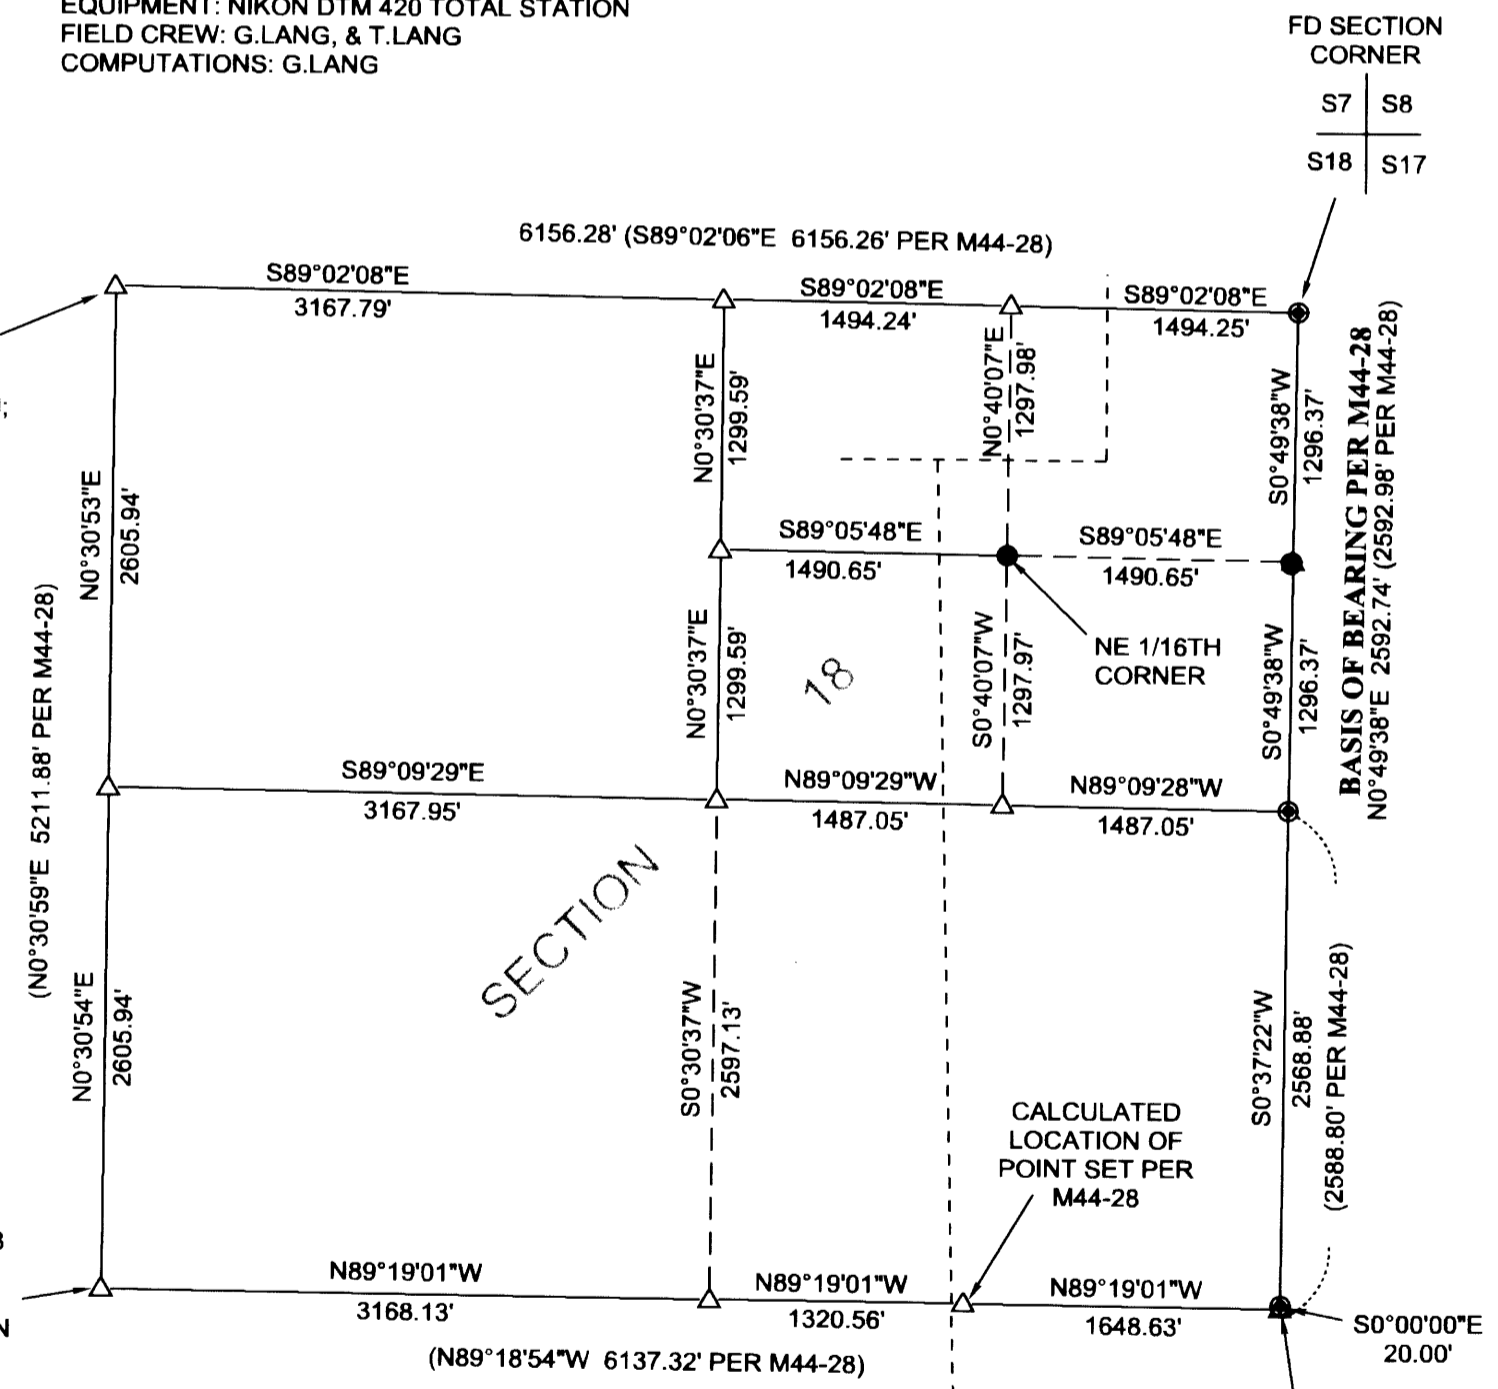 EQUIPMENT: NIKON DTM 420 TOTAL STATION
FIELD CREW: G.LANG, & T.LANG
COMPUTATIONS: G.LANG
FD SECTION
CORNER
S7 S8
S18 S17
6156.28' (S89°02'06"E 6156.26' PER M44-28)
S89°02'08"E
3167.79'
S89°02'08"E
1494.24'
S89°02'08"E
1494.25'
N0°30'53"E
2605.94'
N0°30'37"E
1299.59'
N0°40'07"E
1297.98'
S0°49'38"W
1296.37'
BASIS OF BEARING PER M44-28
N0°49'38"E 2592.74' (2592.98' PER M44-28)
S89°05'48"E
1490.65'
S89°05'48"E
1490.65'
NE 1/16TH
CORNER
N0°30'37"E
1299.59'
18
S0°40'07"W
1297.97'
S0°49'38"W
1296.37'
(N0°30'59"E 5211.88' PER M44-28)
S89°09'29"E
3167.95'
N89°09'29"W
1487.05'
N89°09'28"W
1487.05'
SECTION
N0°30'54"E
2605.94'
S0°30'37"W
2597.13'
S0°37'22"W
2568.88'
(2588.80' PER M44-28)
CALCULATED
LOCATION OF
POINT SET PER
M44-28
N89°19'01"W
3168.13'
N89°19'01"W
1320.56'
N89°19'01"W
1648.63'
S0°00'00"E
20.00'
N
(N89°18'54"W 6137.32' PER M44-28)